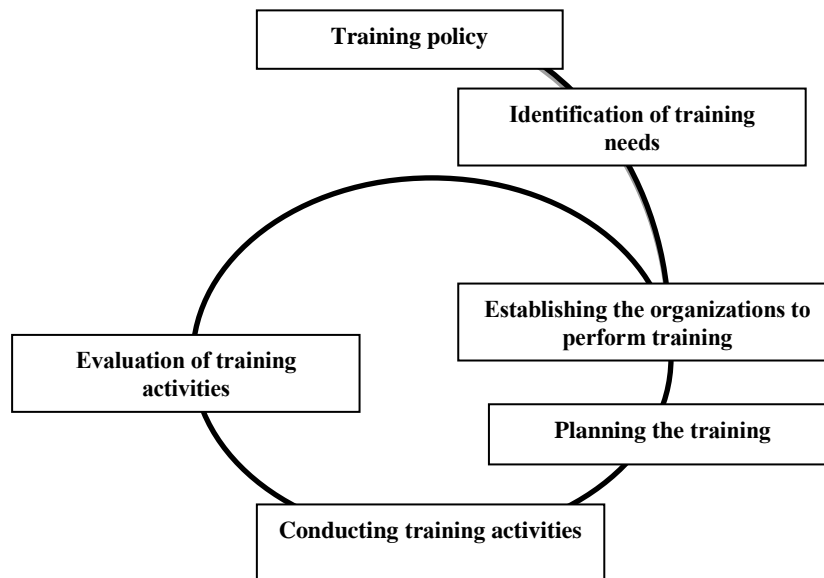 Training policy
Identification of training
needs
Establishing the organizations to
perform training
Evaluation of training
activities
Planning the training
Conducting training activities